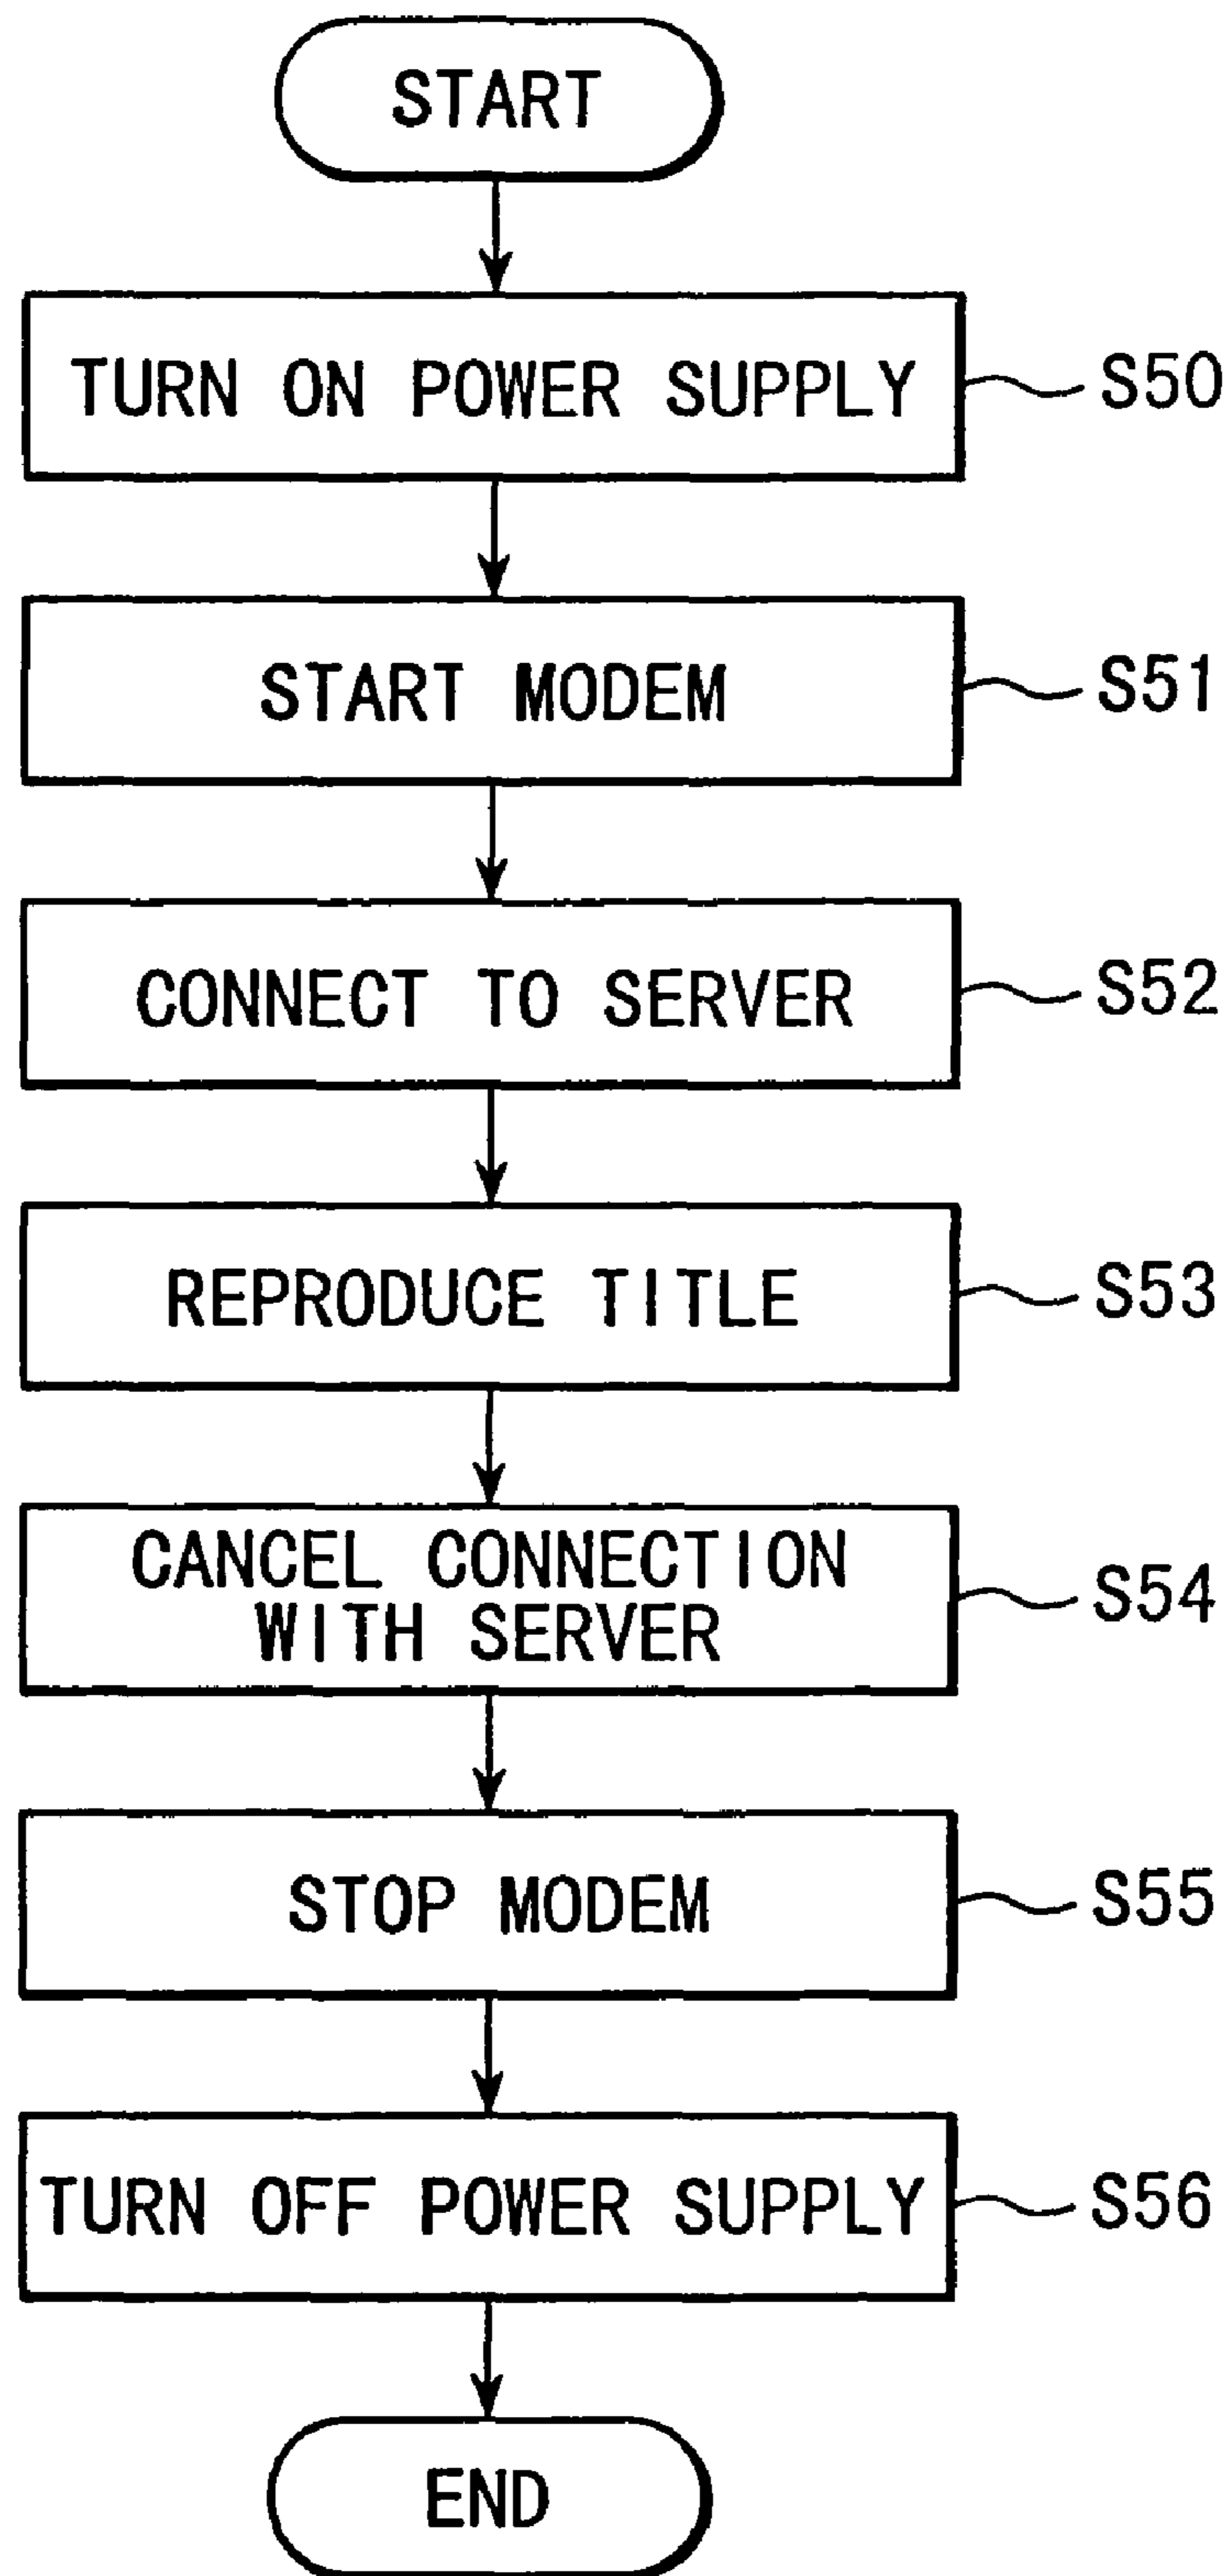 START
TURN ON POWER SUPPLY
S50
START MODEM
S51
CONNECT TO SERVER
S52
REPRODUCE TITLE
S53
CANCEL CONNECTION
WITH SERVER
S54
STOP MODEM
S55
TURN OFF POWER SUPPLY
S56
END